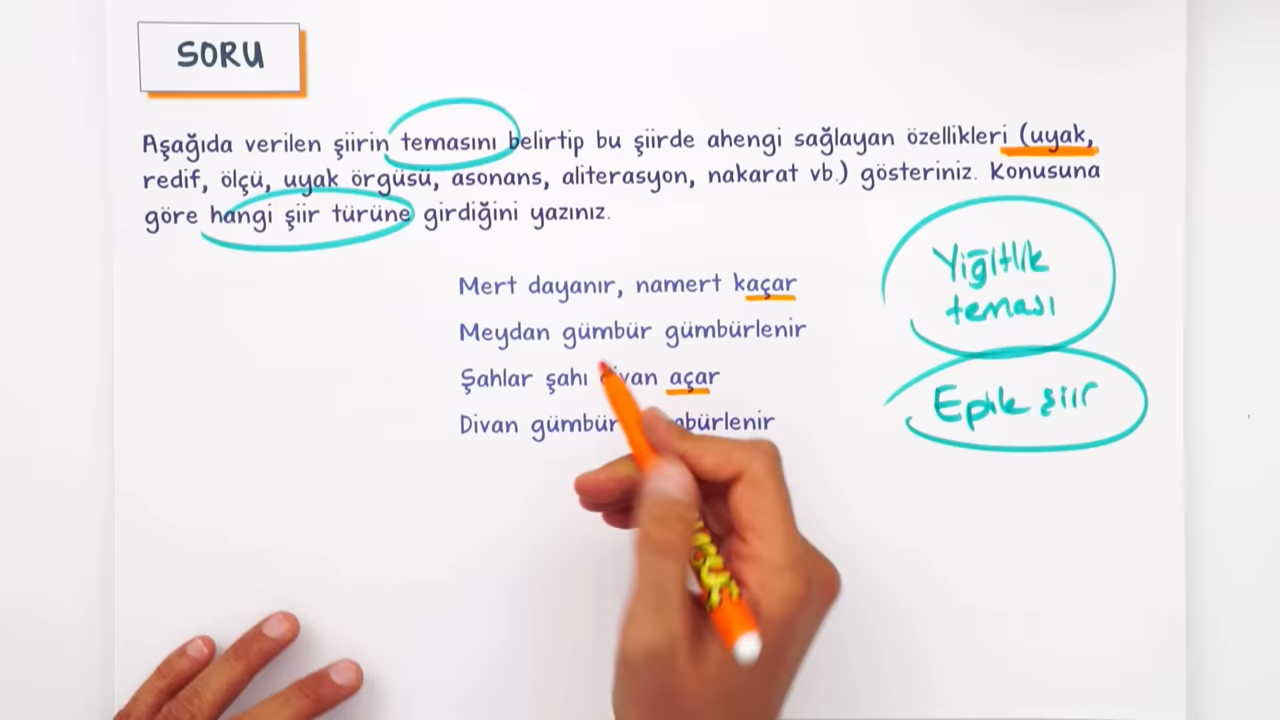 SORU
Aşağıda verilen şiirin temasını belirtip bu şiirde ahengi sağlayan özellikleri (uyak,
redif, ölçü, uyak örgüsü, asonans, aliterasyon, nakarat vb.) gösteriniz. Konusuna
göre hangi şiir türüne girdiğini yazınız.
Mert dayanır, namert kaçar
Meydan gümbür gümbürlenir
Şahlar şahı açar
Divan gümbür
Yiğitlik
teması
Epik şiir